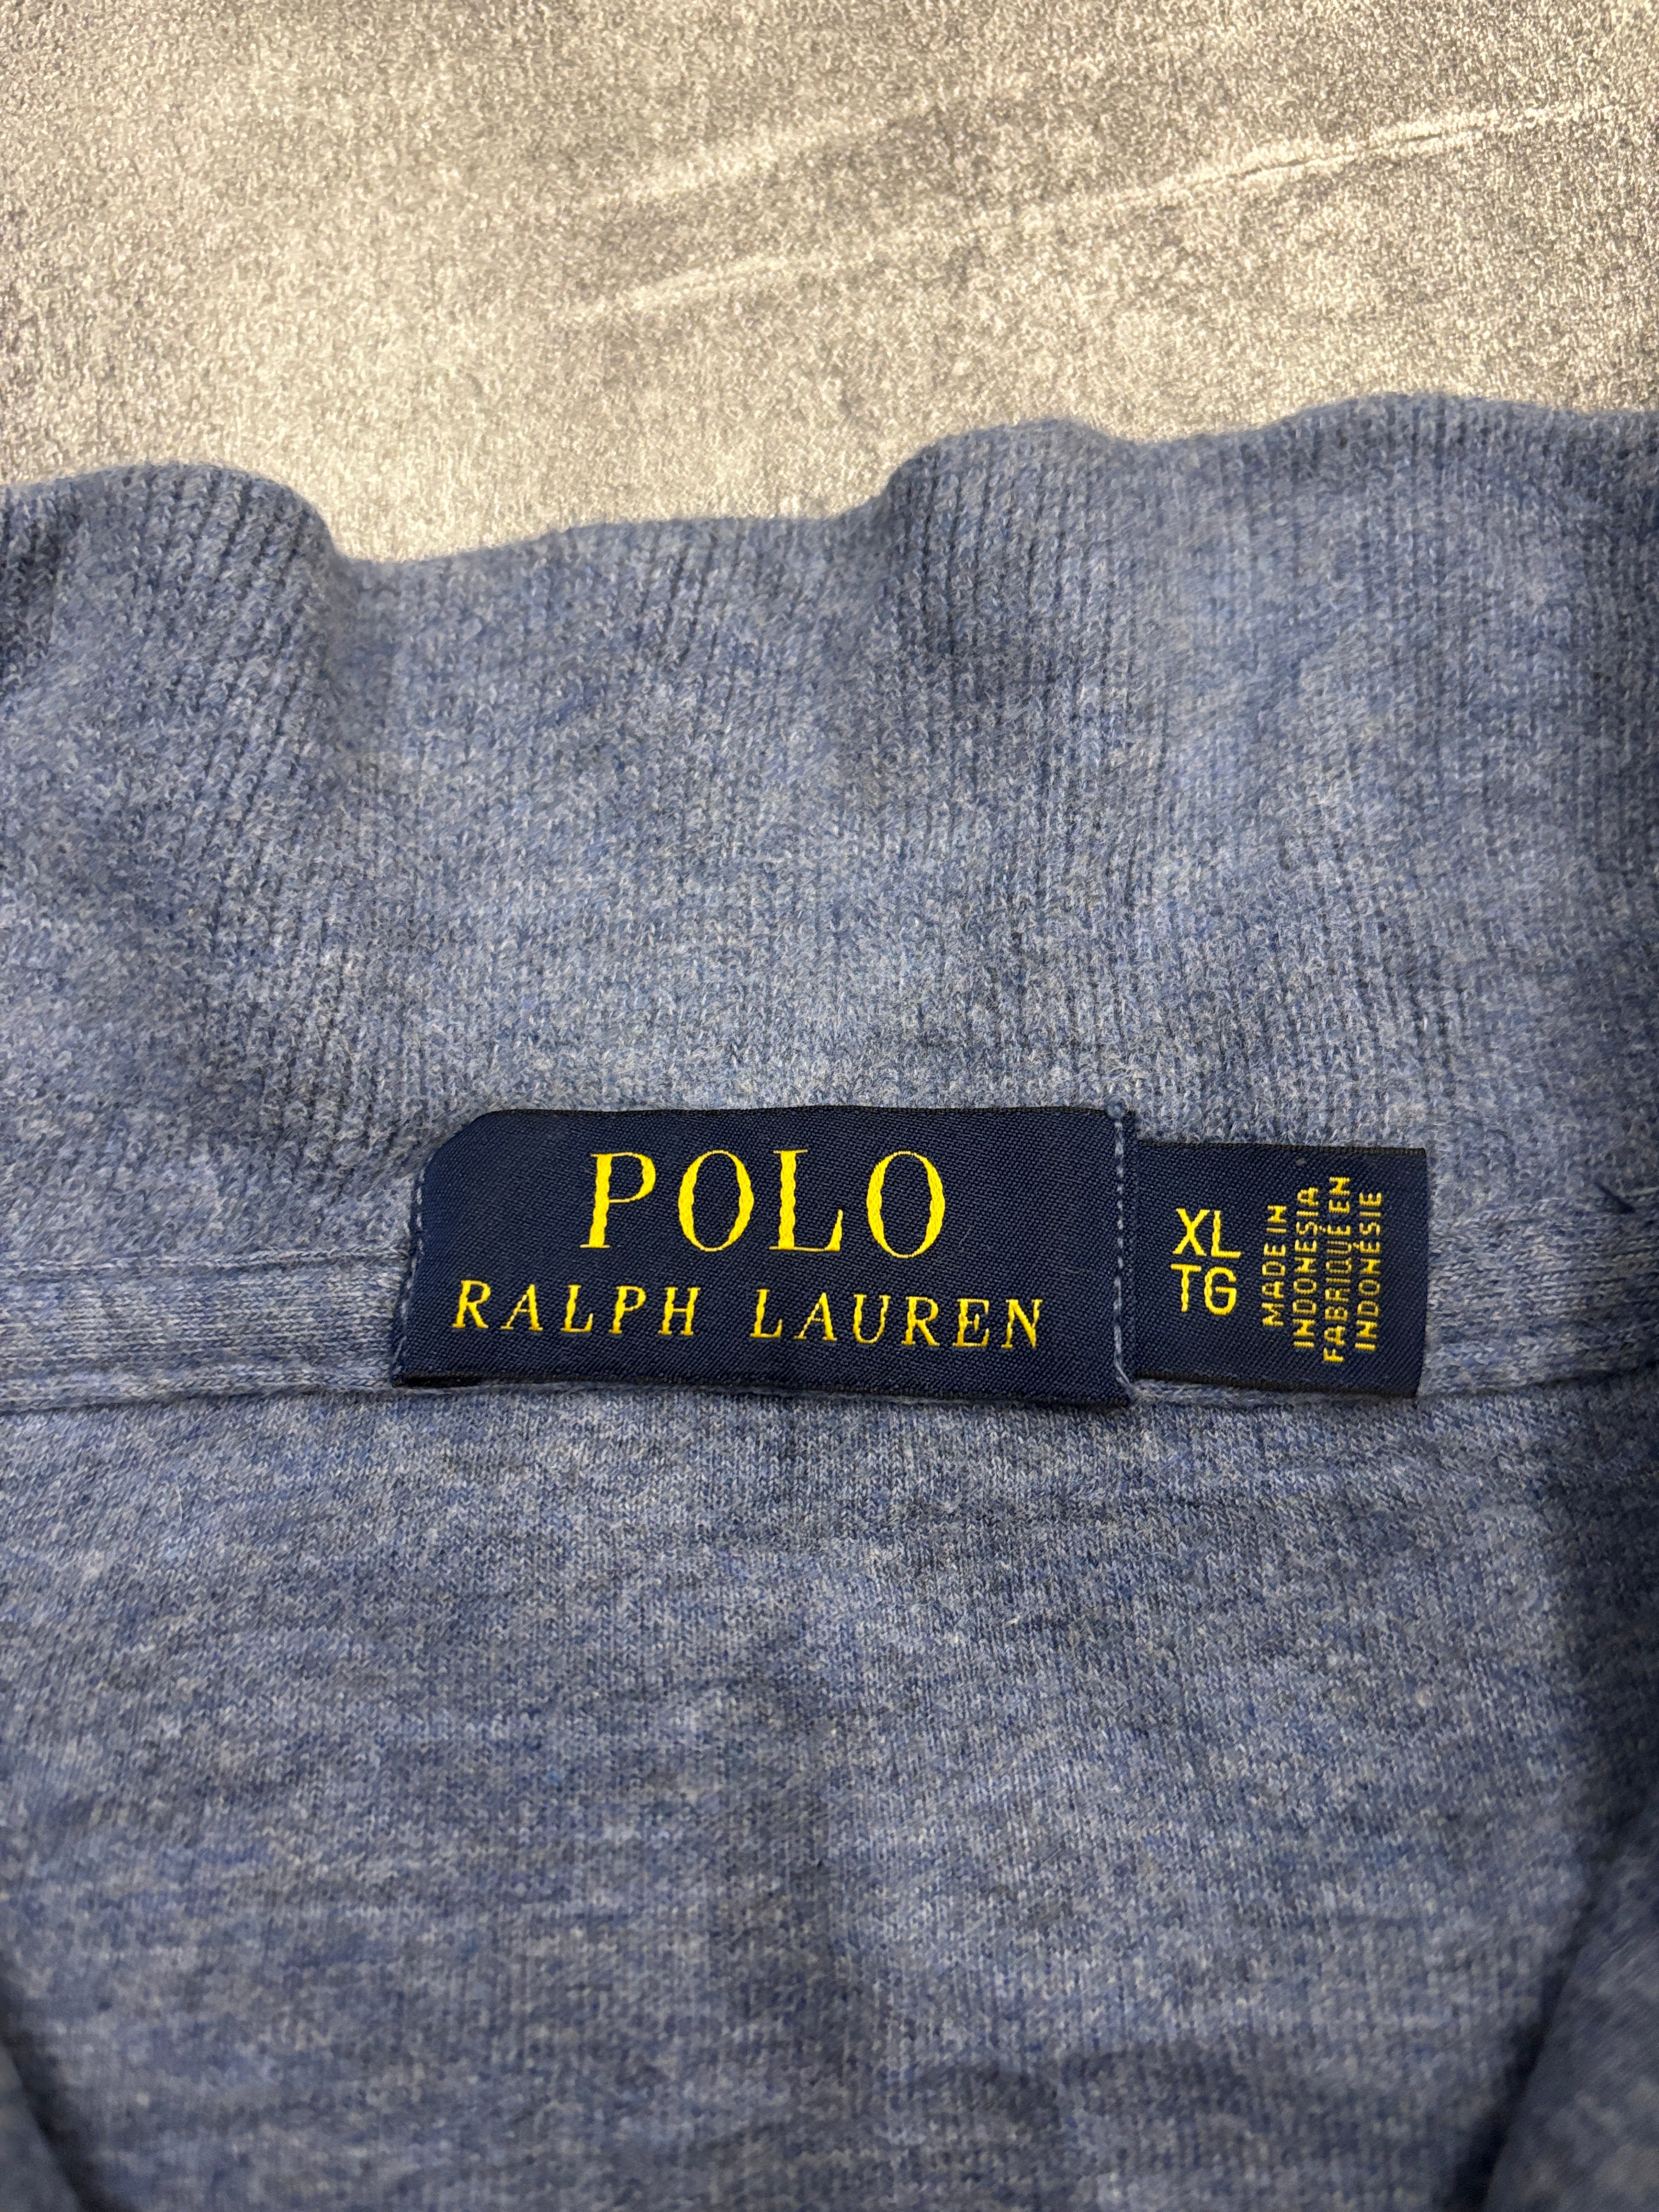 POLO
RALPH LAUREN
XL
TG
MADE IN
INDONESIA
FABRIQUÉ EN
INDONÉSIE